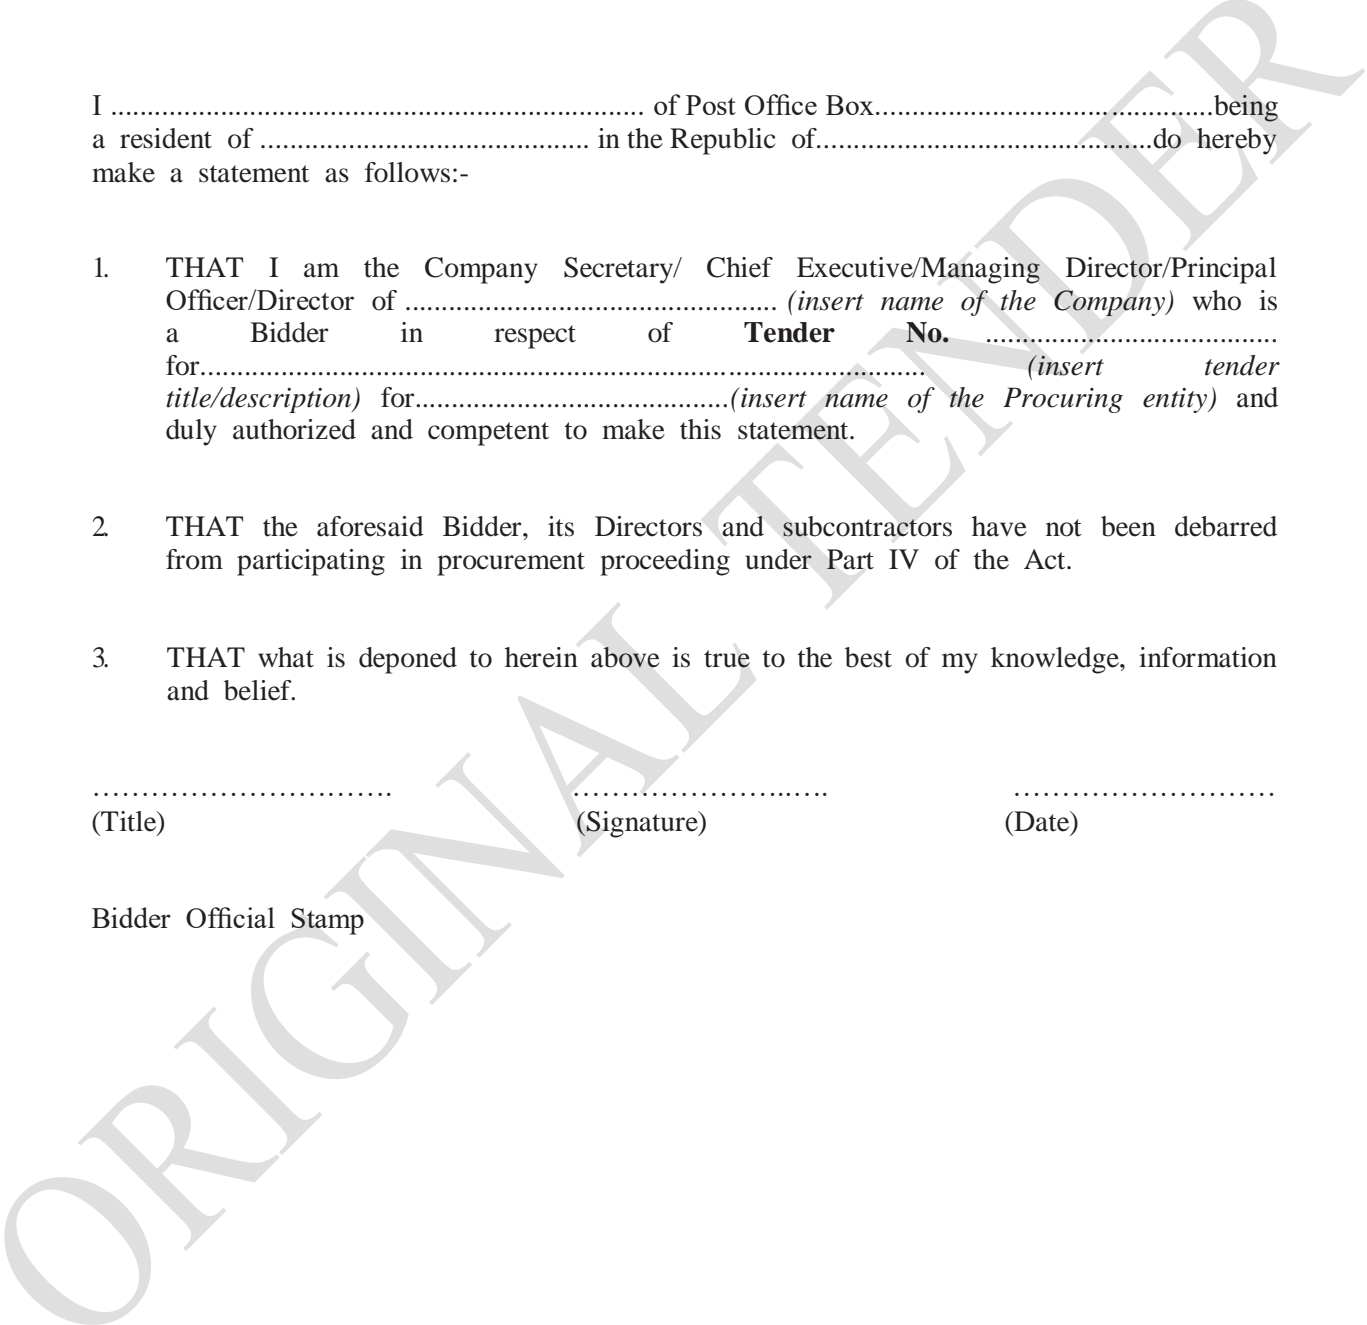 I ........................................................................ of Post Office Box..............................................being
a resident of ............................................. in the Republic of..............................................do hereby
make a statement as follows:-
1. THAT I am the Company Secretary/ Chief Executive/Managing Director/Principal
Officer/Director of ................................................... (insert name of the Company) who is
a Bidder in respect of Tender No. ........................................
for.................................................................................................... (insert tender
title/description) for...........................................(insert name of the Procuring entity) and
duly authorized and competent to make this statement.
2. THAT the aforesaid Bidder, its Directors and subcontractors have not been debarred
from participating in procurement proceeding under Part IV of the Act.
3. THAT what is deponed to herein above is true to the best of my knowledge, information
and belief.
……………………………. …………………..…. ………………………
(Title) (Signature) (Date)
Bidder Official Stamp
ORIGINAL TENDER